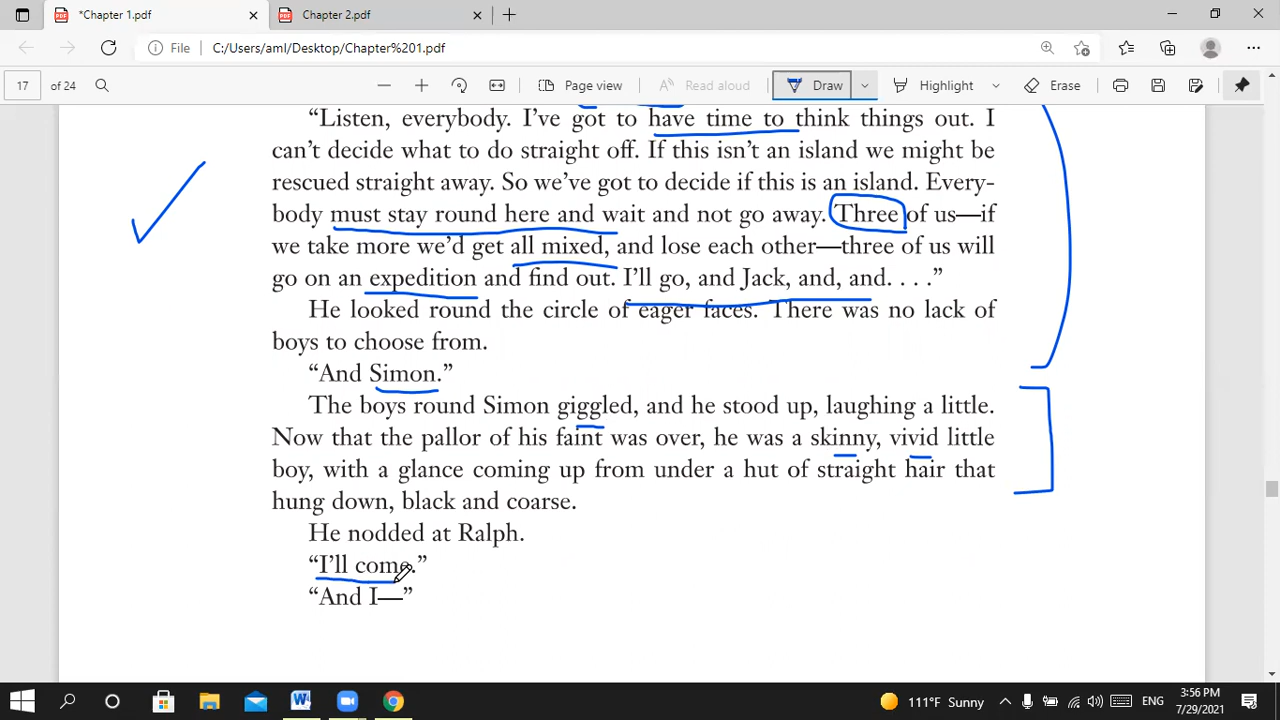 *Chapter 1.pdf
Chapter 2.pdf
File C:/Users/aml/Desktop/Chapter%201.pdf
17 of 24 Page view Read aloud Draw Highlight Erase
“Listen, everybody. I’ve got to have time to think things out. I
can’t decide what to do straight off. If this isn’t an island we might be
rescued straight away. So we’ve got to decide if this is an island. Every-
body must stay round here and wait and not go away. Three of us—if
we take more we’d get all mixed, and lose each other—three of us will
go on an expedition and find out. I’ll go, and Jack, and, and. . . .”
He looked round the circle of eager faces. There was no lack of
boys to choose from.
“And Simon.”
The boys round Simon giggled, and he stood up, laughing a little.
Now that the pallor of his faint was over, he was a skinny, vivid little
boy, with a glance coming up from under a hut of straight hair that
hung down, black and coarse.
He nodded at Ralph.
“I’ll come.”
“And I—”
111°F Sunny
ENG
3:56 PM
7/29/2021